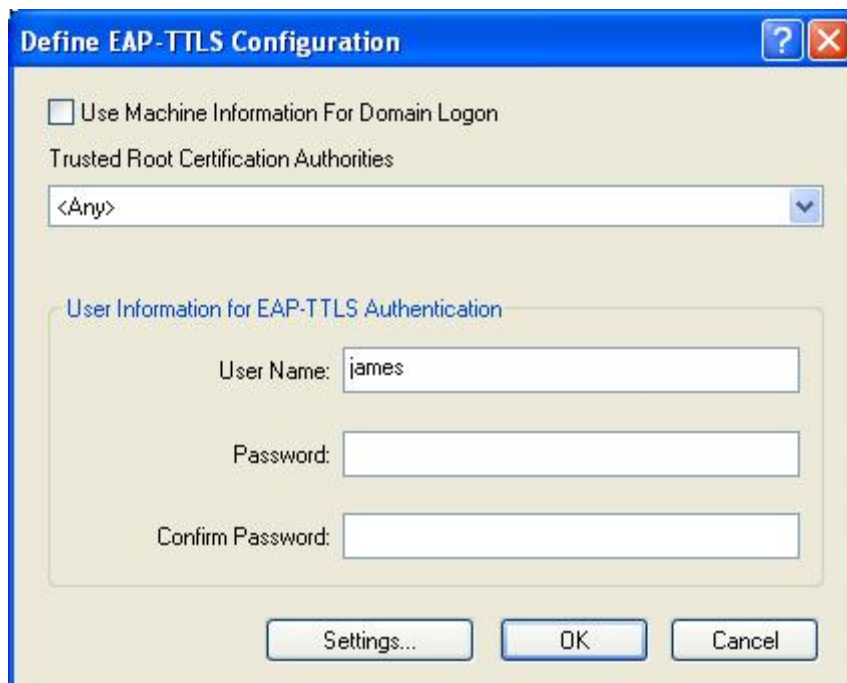 Define EAP-TTLS Configuration
Use Machine Information For Domain Logon
Trusted Root Certification Authorities
<Any>
User Information for EAP-TTLS Authentication
User Name: james
Password:
Confirm Password:
Settings... OK Cancel